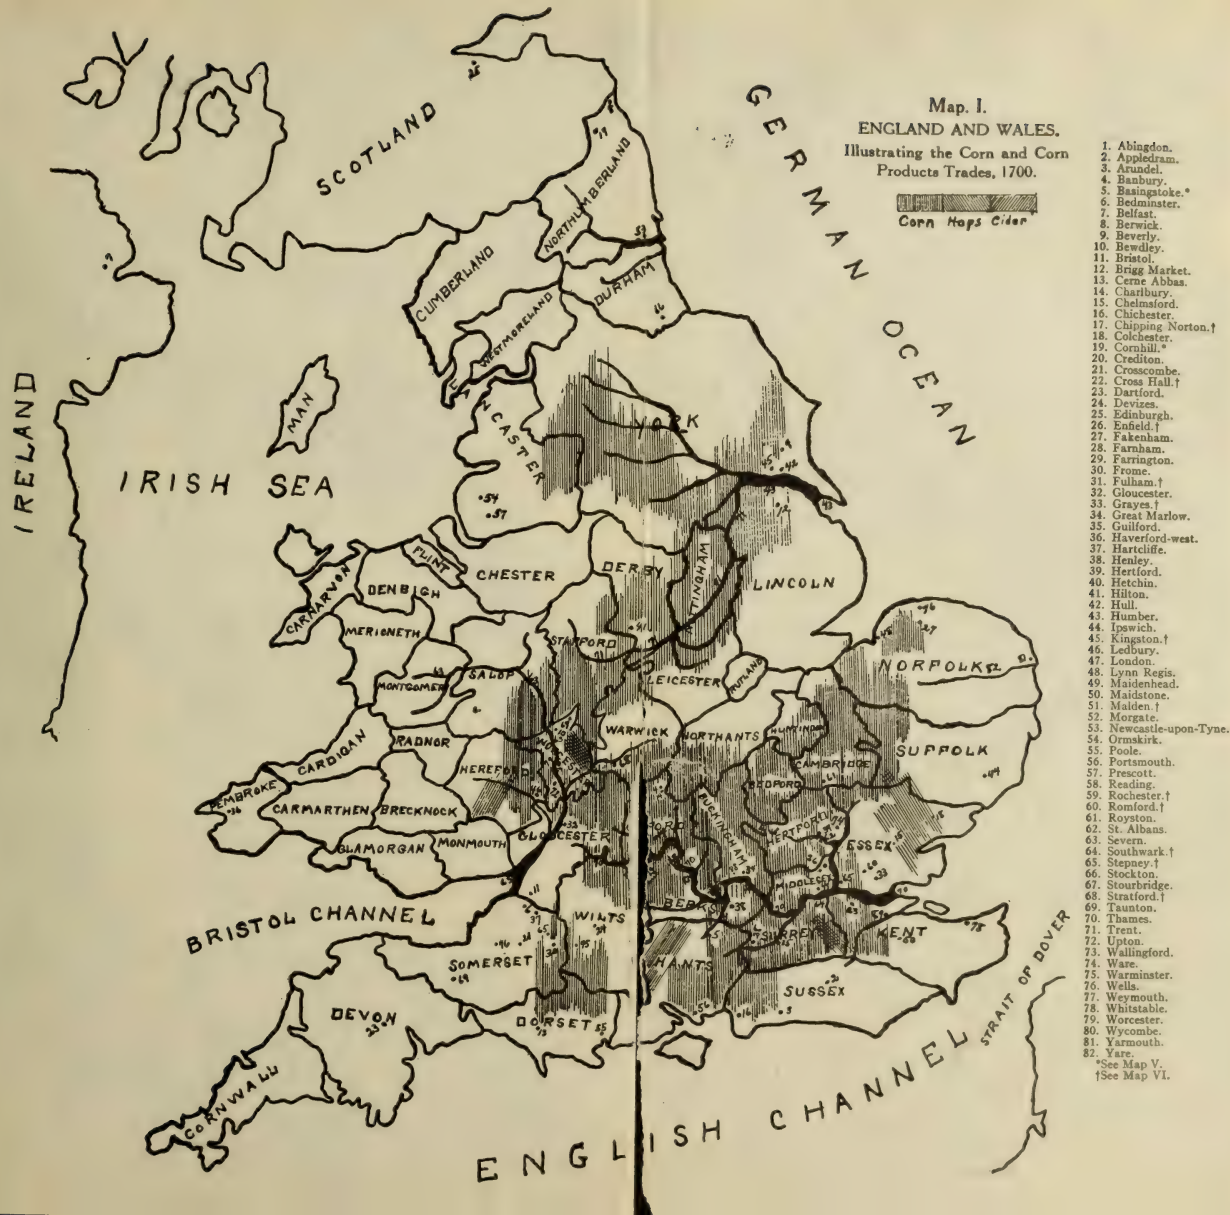 Map. I.
ENGLAND AND WALES.
Illustrating the Corn and Corn
Products Trades, 1700.
Corn Hops Cider
1. Abingdon.
2. Appledram.
3. Arundel.
4. Banbury.
5. Basingstoke.*
6. Bedminster.
7. Belfast.
8. Berwick.
9. Beverly.
10. Bewdley.
11. Bristol.
12. Brigg Market.
13. Cerne Abbas.
14. Charlbury.
15. Chelmsford.
16. Chichester.
17. Chipping Norton.†
18. Colchester.
19. Cornhill.*
20. Crediton.
21. Crosscombe.
22. Cross Hall.†
23. Dartford.
24. Devizes.
25. Edinburgh.
26. Enfield.†
27. Fakenham.
28. Farnham.
29. Farrington.
30. Frome.
31. Fulham.†
32. Gloucester.
33. Grayes.†
34. Great Marlow.
35. Guilford.
36. Haverford-west.
37. Hartcliffe.
38. Henley.
39. Hertford.
40. Hetchin.
41. Hilton.
42. Hull.
43. Humber.
44. Ipswich.
45. Kingston.†
46. Ledbury.
47. London.
48. Lynn Regis.
49. Maidenhead.
50. Maidstone.
51. Malden.†
52. Morgate.
53. Newcastle-upon-Tyne.
54. Ormskirk.
55. Poole.
56. Portsmouth.
57. Prescott.
58. Reading.
59. Rochester.†
60. Romford.†
61. Royston.
62. St. Albans.
63. Severn.
64. Southwark.†
65. Stepney.†
66. Stockton.
67. Stourbridge.
68. Stratford.†
69. Taunton.
70. Thames.
71. Trent.
72. Upton.
73. Wallingford.
74. Ware.
75. Warminster.
76. Wells.
77. Weymouth.
78. Whitstable.
79. Worcester.
80. Wycombe.
81. Yarmouth.
82. Yare.
*See Map V.
†See Map VI.
SCOTLAND
GERMAN OCEAN
IRELAND
IRISH SEA
MAN
NORTHUMBERLAND
CUMBERLAND
DURHAM
WESTMORELAND
LANCASTER
YORK
CARNARVON
FLINT
DENBIGH
CHESTER
DERBY
LINCOLN
MERIONETH
STAFFORD
MONTGOMERY
SALOP
LEICESTER
RUTLAND
NORFOLK
CARDIGAN
RADNOR
WARWICK
NORTHANTS
SUFFOLK
PEMBROKE
CARMARTHEN
BRECKNOCK
HEREFORD
BEDFORD
CAMBRIDGE
GLAMORGAN
MONMOUTH
GLOUCESTER
BUCKINGHAM
HERTFORD
ESSEX
MIDDLESEX
BRISTOL CHANNEL
WILTS
BERKS
SOMERSET
HANTS
SURREY
KENT
SUSSEX
DEVON
DORSET
CORNWALL
STRAIT OF DOVER
ENGLISH CHANNEL